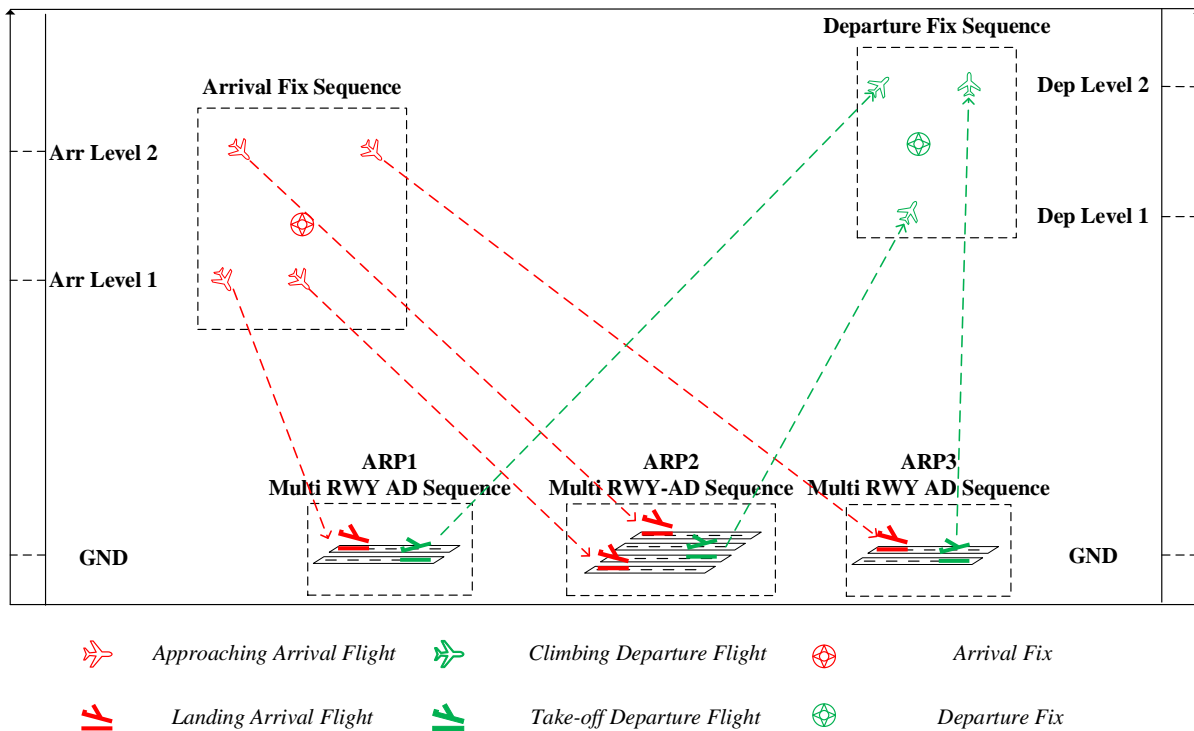 Departure Fix Sequence
Arrival Fix Sequence
Dep Level 2
Arr Level 2
Dep Level 1
Arr Level 1
ARP1
Multi RWY AD Sequence
ARP2
Multi RWY-AD Sequence
ARP3
Multi RWY AD Sequence
GND
GND
Approaching Arrival Flight
Climbing Departure Flight
Arrival Fix
Landing Arrival Flight
Take-off Departure Flight
Departure Fix